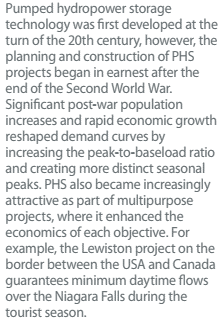 Pumped hydropower storage
technology was first developed at the
turn of the 20th century, however, the
planning and construction of PHS
projects began in earnest after the
end of the Second World War.
Significant post-war population
increases and rapid economic growth
reshaped demand curves by
increasing the peak-to-baseload ratio
and creating more distinct seasonal
peaks. PHS also became increasingly
attractive as part of multipurpose
projects, where it enhanced the
economics of each objective. For
example, the Lewiston project on the
border between the USA and Canada
guarantees minimum daytime flows
over the Niagara Falls during the
tourist season.